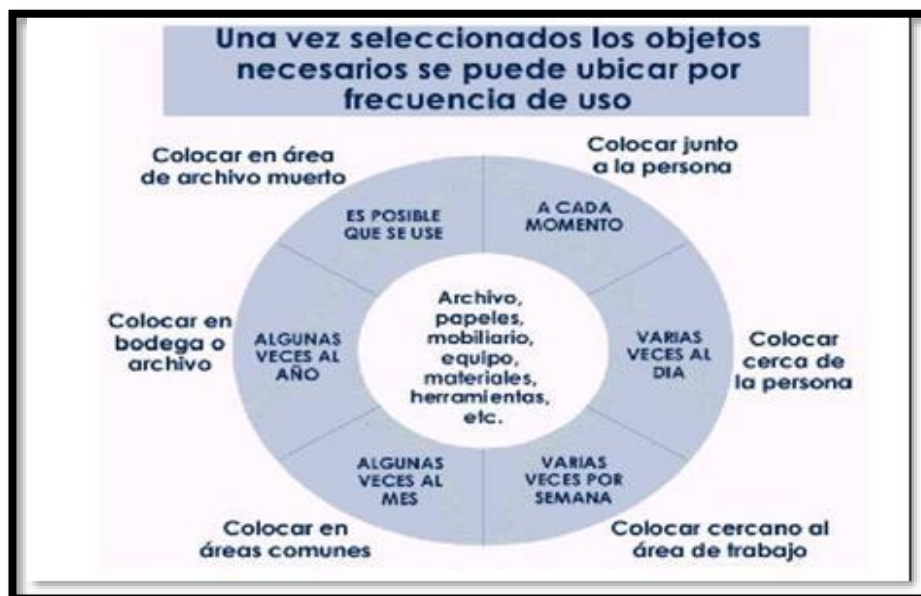 Una vez seleccionados los objetos
necesarios se puede ubicar por
frecuencia de uso
Colocar en área
de archivo muerto
Colocar junto
a la persona
ES POSIBLE
QUE SE USE
A CADA
MOMENTO
Colocar en
bodega o
archivo
ALGUNAS
VECES AL
AÑO
Archivo,
papeles,
mobiliario,
equipo,
materiales,
herramientas,
etc.
VARIAS
VECES AL
DIA
Colocar
cerca de
la persona
ALGUNAS
VECES AL
MES
VARIAS
VECES POR
SEMANA
Colocar en
áreas comunes
Colocar cercano al
área de trabajo